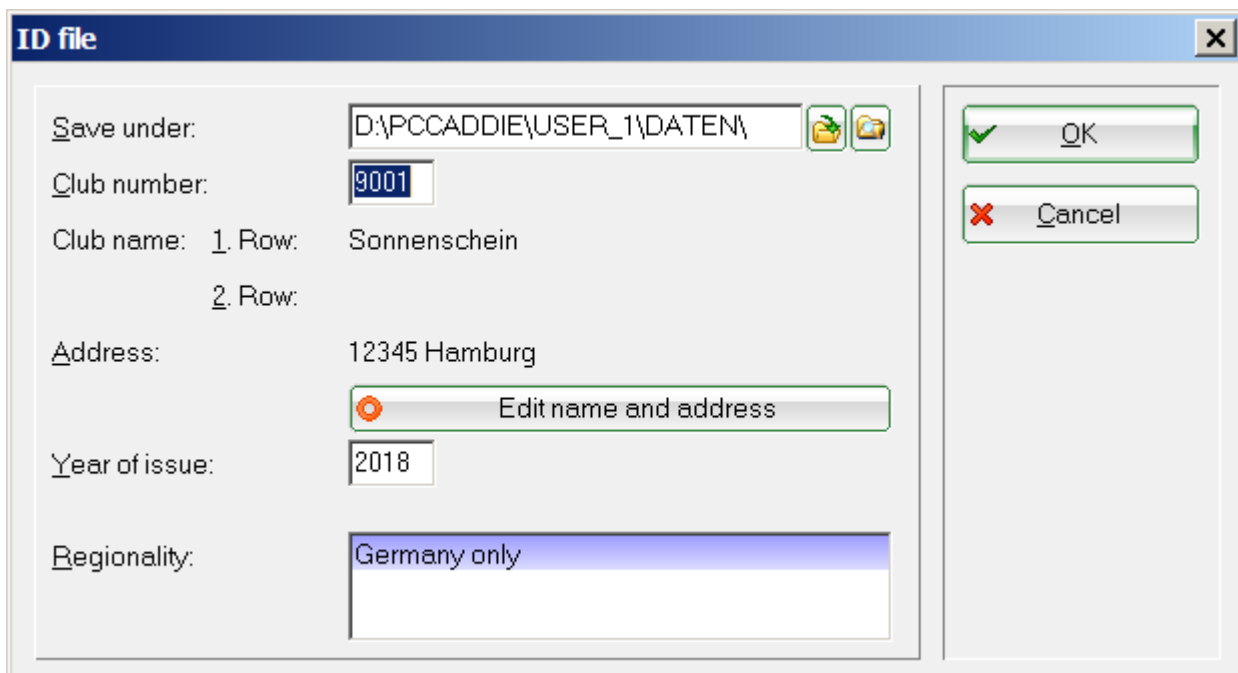 ID file
Save under: D:\PCCADDIE\USER_1\DATEN\
OK
Club number: 9001
Cancel
Club name: 1. Row: Sonnenschein
2. Row:
Address: 12345 Hamburg
Edit name and address
Year of issue: 2018
Regionality: Germany only